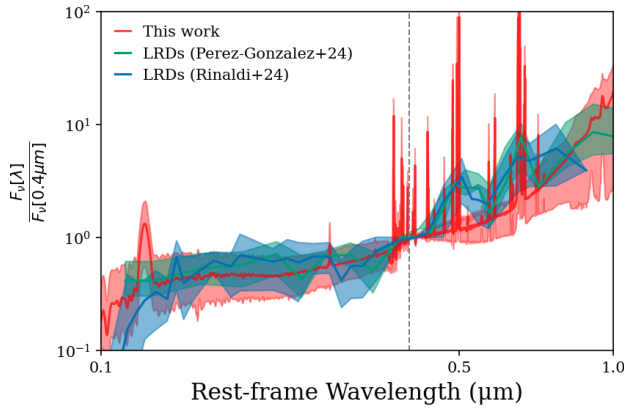 10²
This work
LRDs (Perez-Gonzalez+24)
LRDs (Rinaldi+24)
10¹
Fν[λ]
Fν[0.4μm]
10⁰
10⁻¹
0.1
0.5
1.0
Rest-frame Wavelength (μm)